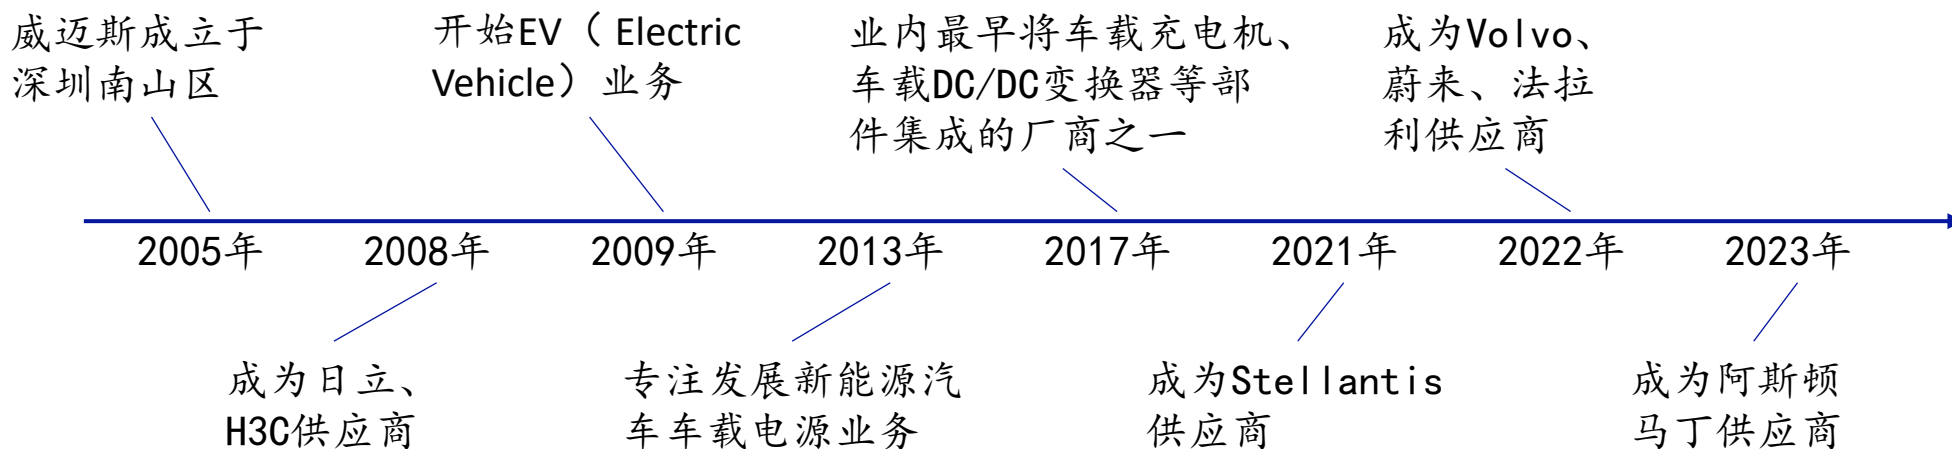 威迈斯成立于
深圳南山区
开始EV（ Electric
Vehicle）业务
业内最早将车载充电机、
车载DC/DC变换器等部
件集成的厂商之一
成为Volvo、
蔚来、法拉
利供应商
2005年
2008年
2009年
2013年
2017年
2021年
2022年
2023年
成为日立、
H3C供应商
专注发展新能源汽
车车载电源业务
成为Stellantis
供应商
成为阿斯顿
马丁供应商